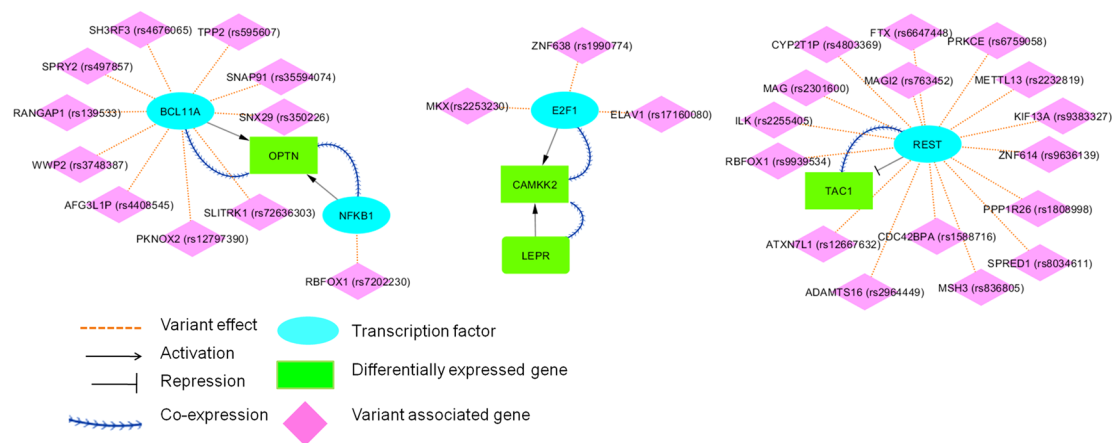 SH3RF3 (rs4676065)
TPP2 (rs595607)
SPRY2 (rs497857)
SNAP91 (rs35594074)
RANGAP1 (rs139533)
BCL11A
SNX29 (rs350226)
OPTN
WWP2 (rs3748387)
AFG3L1P (rs4408545)
SLITRK1 (rs72636303)
NFKB1
PKNOX2 (rs12797390)
RBFOX1 (rs7202230)
ZNF638 (rs1990774)
MKX(rs2253230)
E2F1
ELAV1 (rs17160080)
CAMKK2
LEPR
FTX (rs6647448)
CYP2T1P (rs4803369)
PRKCE (rs6759058)
MAGI2 (rs763452)
METTL13 (rs2232819)
MAG (rs2301600)
KIF13A (rs9383327)
ILK (rs2255405)
REST
RBFOX1 (rs9939534)
ZNF614 (rs9636139)
TAC1
PPP1R26 (rs1808998)
ATXN7L1 (rs12667632)
CDC42BPA (rs1588716)
SPRED1 (rs8034611)
ADAMTS16 (rs2964449)
MSH3 (rs836805)
Variant effect
Transcription factor
Activation
Repression
Differentially expressed gene
Co-expression
Variant associated gene